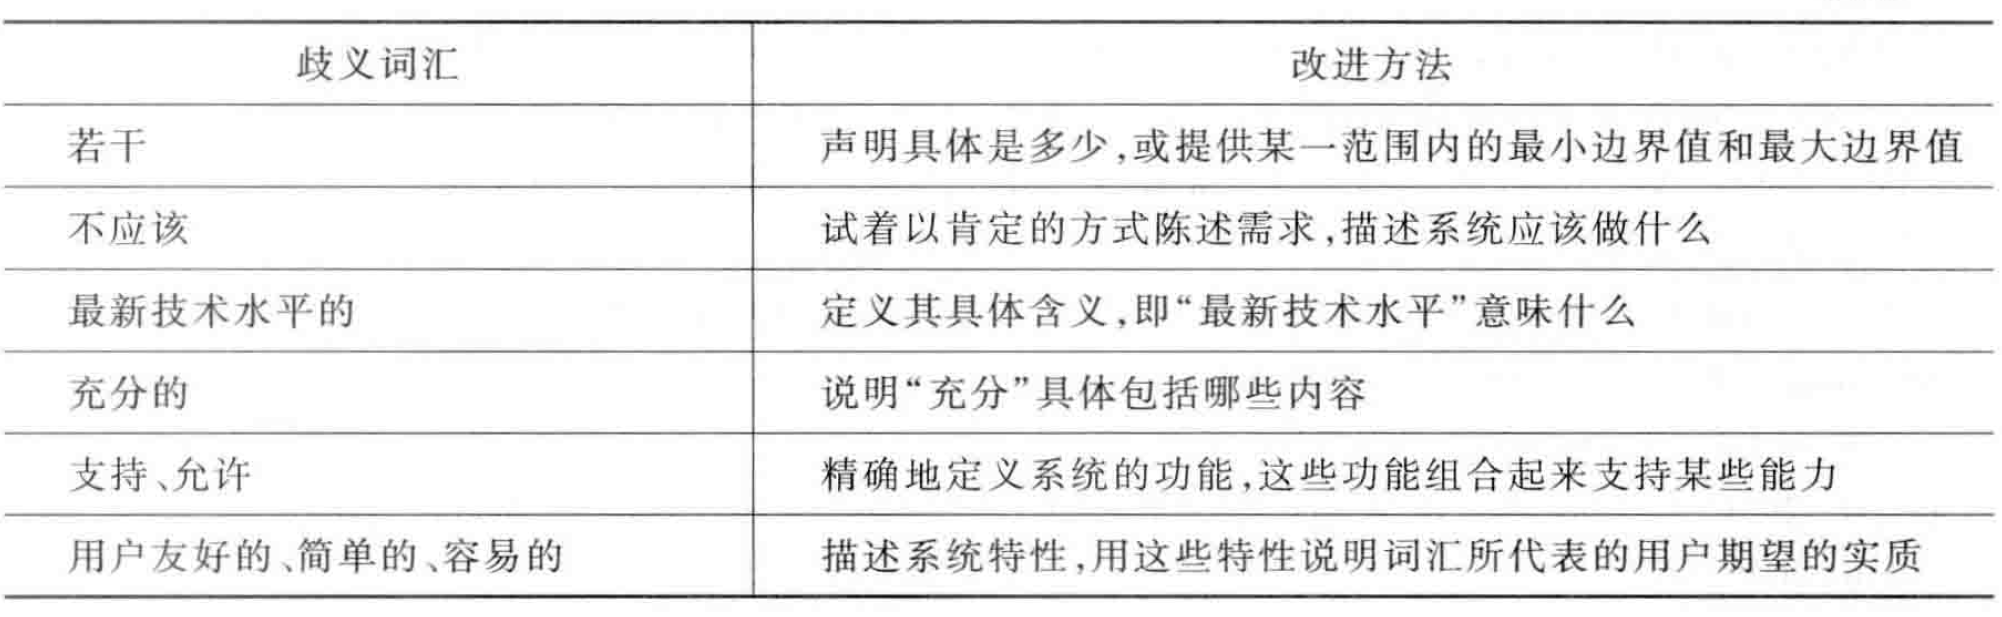 歧义词汇 改进方法
若干 声明具体是多少,或提供某一范围内的最小边界值和最大边界值
不应该 试着以肯定的方式陈述需求,描述系统应该做什么
最新技术水平的 定义其具体含义,即“最新技术水平”意味什么
充分的 说明“充分”具体包括哪些内容
支持、允许 精确地定义系统的功能,这些功能组合起来支持某些能力
用户友好的、简单的、容易的 描述系统特性,用这些特性说明词汇所代表的用户期望的实质